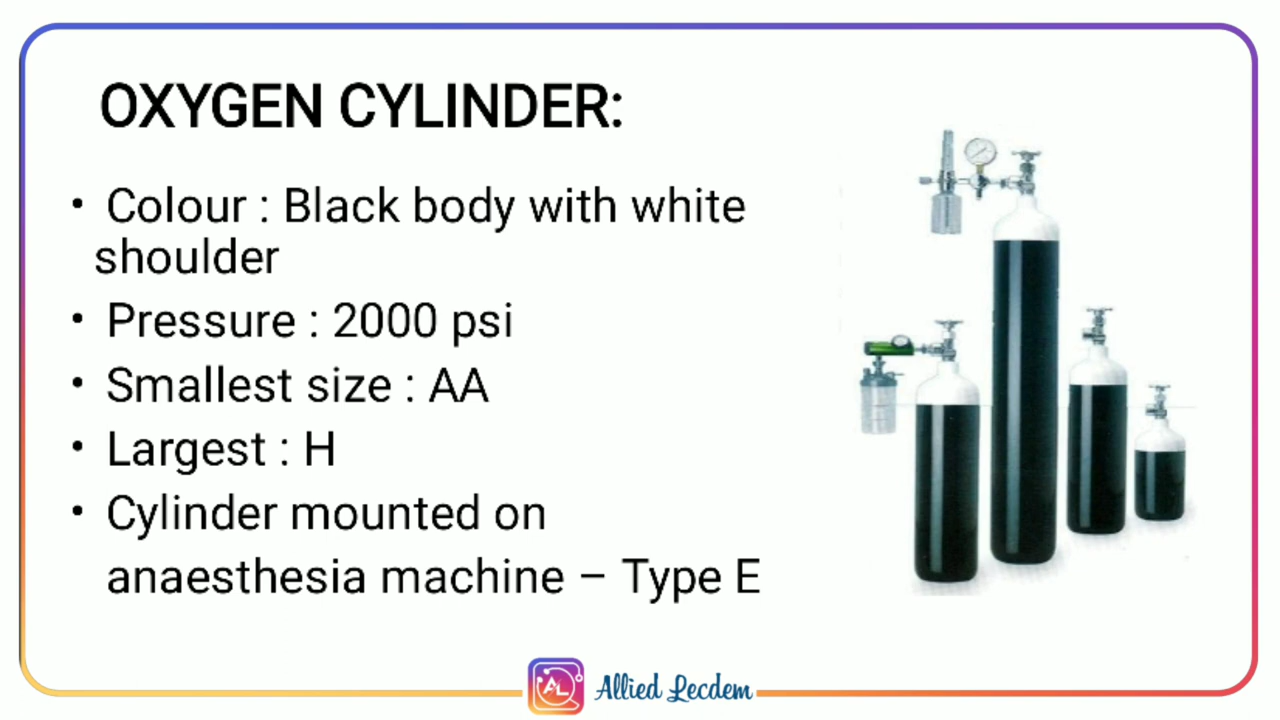 OXYGEN CYLINDER:
• Colour : Black body with white
shoulder
• Pressure : 2000 psi
• Smallest size : AA
• Largest : H
• Cylinder mounted on
anaesthesia machine – Type E
AL Allied Lecdem